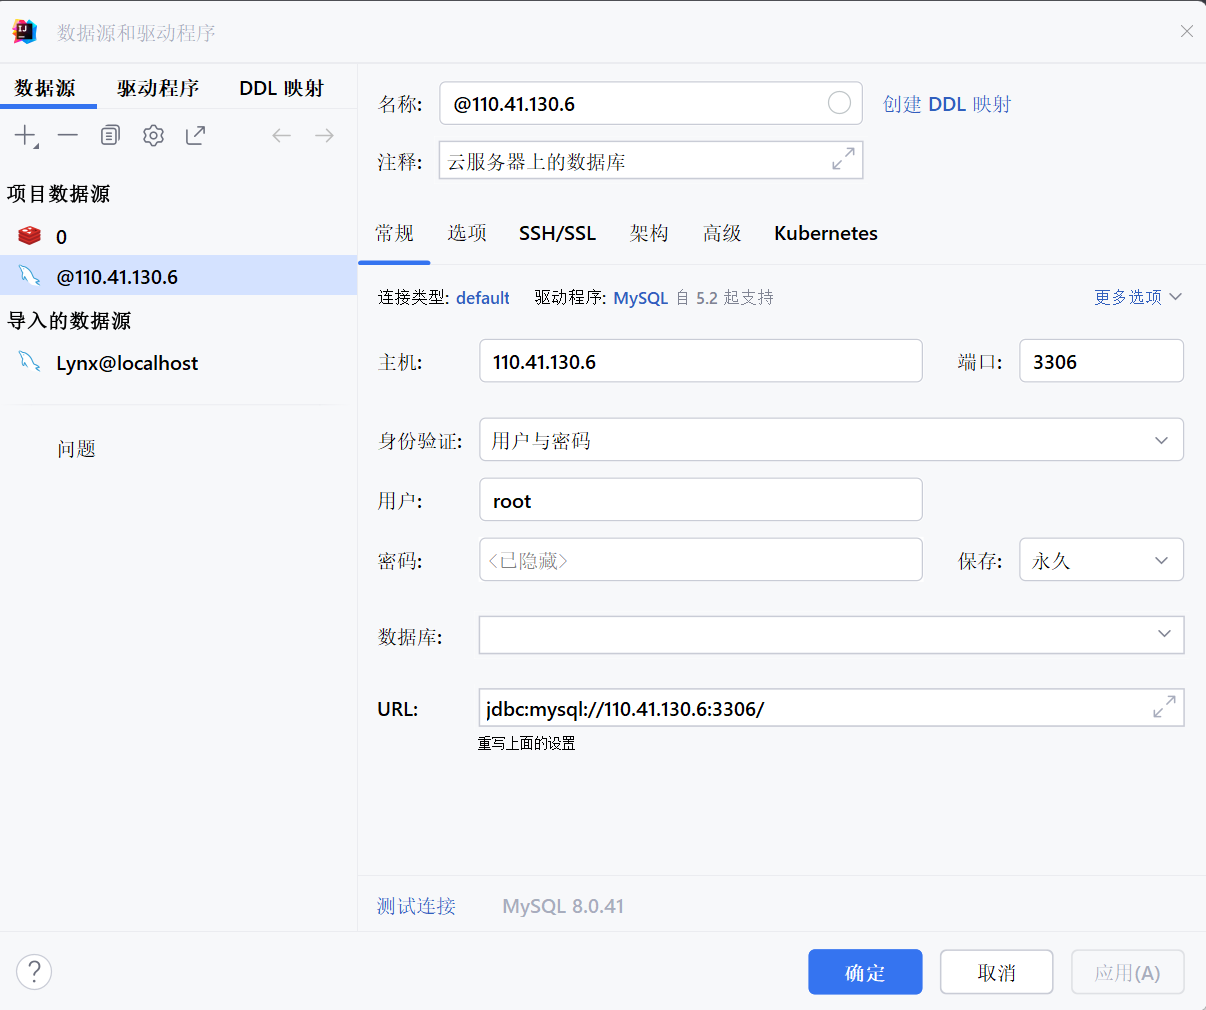 数据源和驱动程序
数据源 驱动程序 DDL 映射
项目数据源
0
@110.41.130.6
导入的数据源
Lynx@localhost
问题
名称: @110.41.130.6 创建 DDL 映射
注释: 云服务器上的数据库
常规 选项 SSH/SSL 架构 高级 Kubernetes
连接类型: default 驱动程序: MySQL 自 5.2 起支持 更多选项
主机: 110.41.130.6 端口: 3306
身份验证: 用户与密码
用户: root
密码: <已隐藏> 保存: 永久
数据库:
URL: jdbc:mysql://110.41.130.6:3306/
重写上面的设置
测试连接 MySQL 8.0.41
? 确定 取消 应用(A)